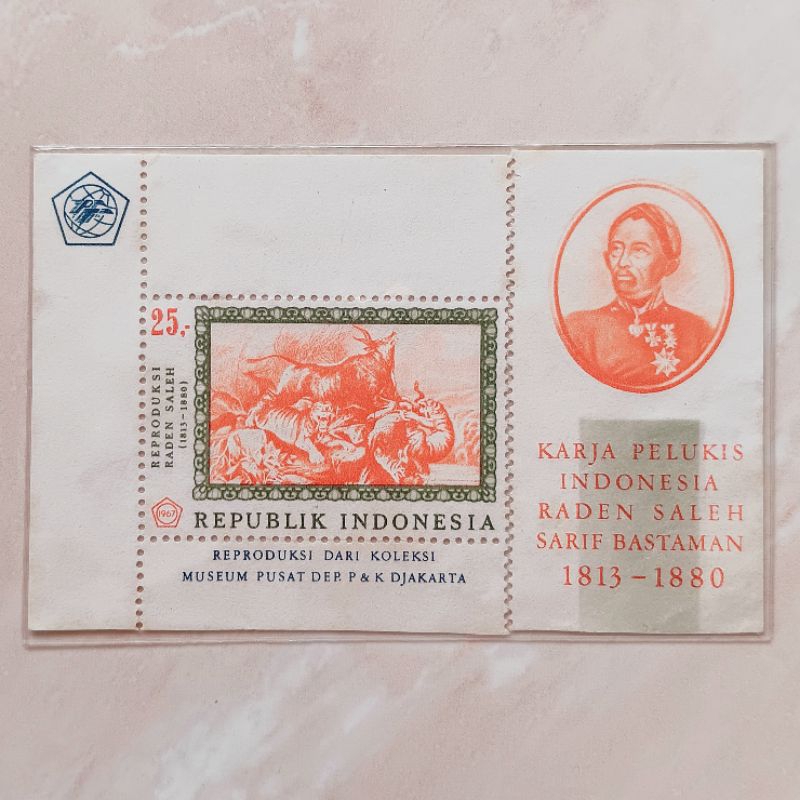 25,-
REPRODUKSI
RADEN SALEH
(1813-1880)
1967
REPUBLIK INDONESIA
REPRODUKSI DARI KOLEKSI
MUSEUM PUSAT DEP. P & K DJAKARTA
KARJA PELUKIS
INDONESIA
RADEN SALEH
SARIF BASTAMAN
1813-1880